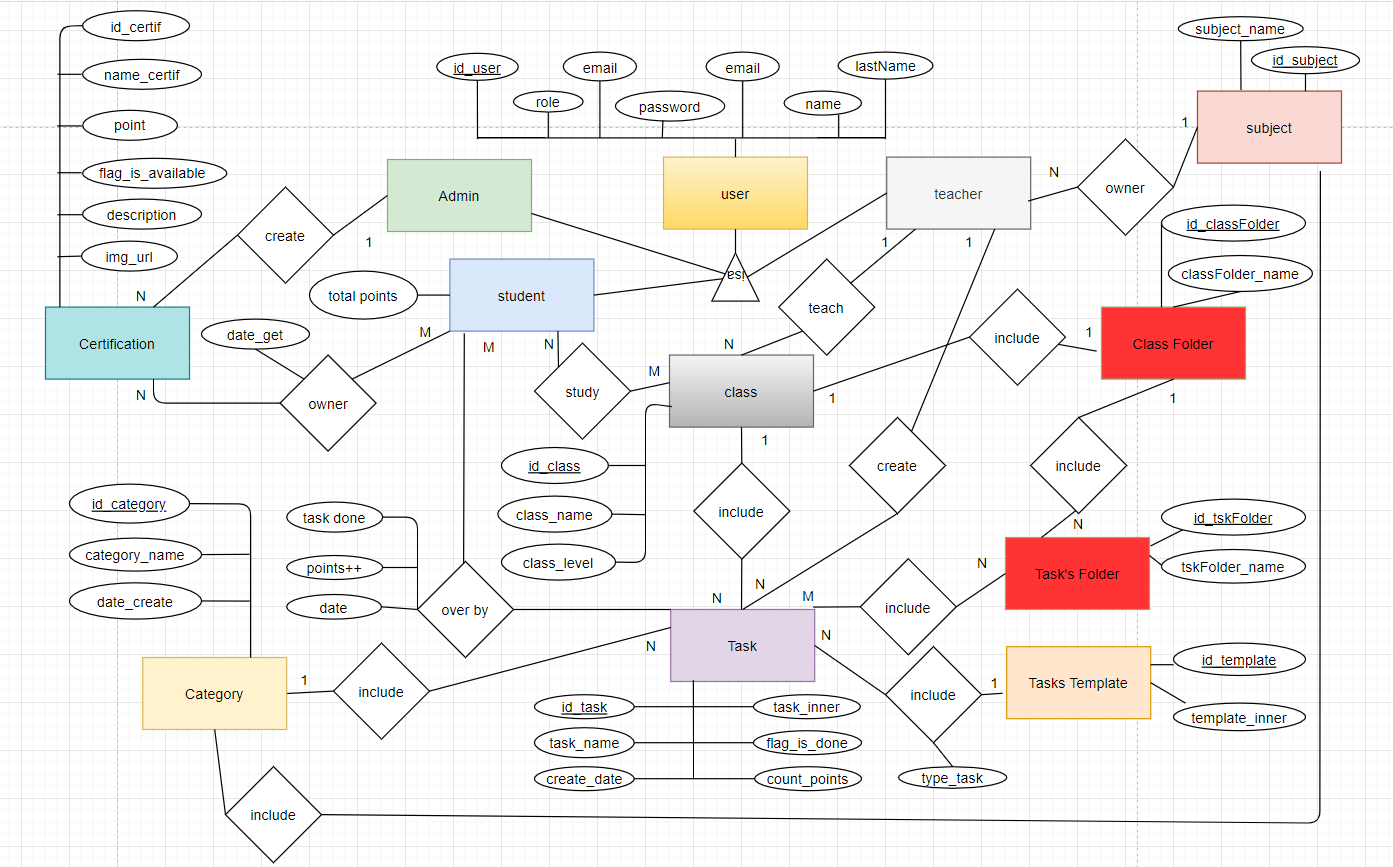 id_certif
name_certif
point
flag_is_available
description
img_url
id_user
role
email
password
email
name
lastName
subject_name
id_subject
subject
1
Admin
user
teacher
N
owner
create
1
N
isa
id_classFolder
classFolder_name
Certification
total points
student
1
1
teach
N
include
1
Class Folder
date_get
M
M
N
study
M
class
1
1
N
owner
1
id_class
class_name
class_level
include
create
include
N
id_category
category_name
date_create
task done
points++
date
over by
N
N
M
include
N
Task's Folder
id_tskFolder
tskFolder_name
Category
1
include
N
Task
N
include
1
Tasks Template
id_template
template_inner
type_task
id_task
task_name
create_date
task_inner
flag_is_done
count_points
include